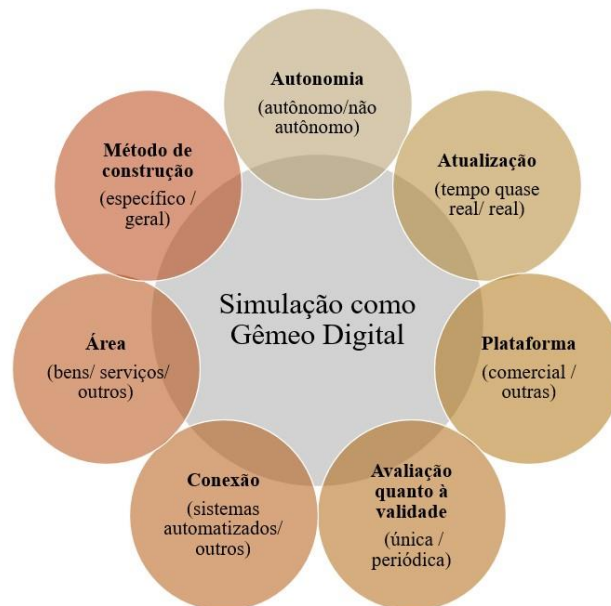 Autonomia
(autônomo/não
autônomo)
Atualização
(tempo quase
real/ real)
Plataforma
(comercial /
outras)
Avaliação
quanto à
validade
(única /
periódica)
Conexão
(sistemas
automatizados/
outros)
Área
(bens/ serviços/
outros)
Método de
construção
(específico /
geral)
Simulação como
Gêmeo Digital